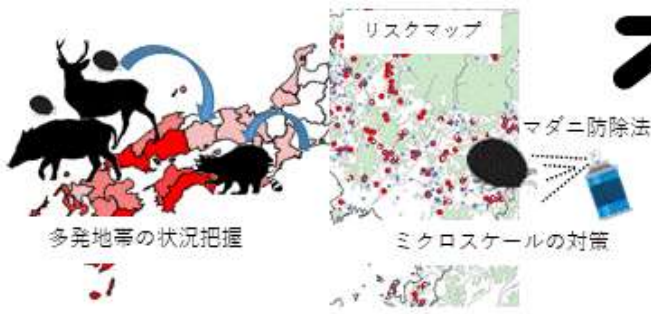 リスクマップ
マダニ防除法
多発地帯の状況把握
ミクロスケールの対策